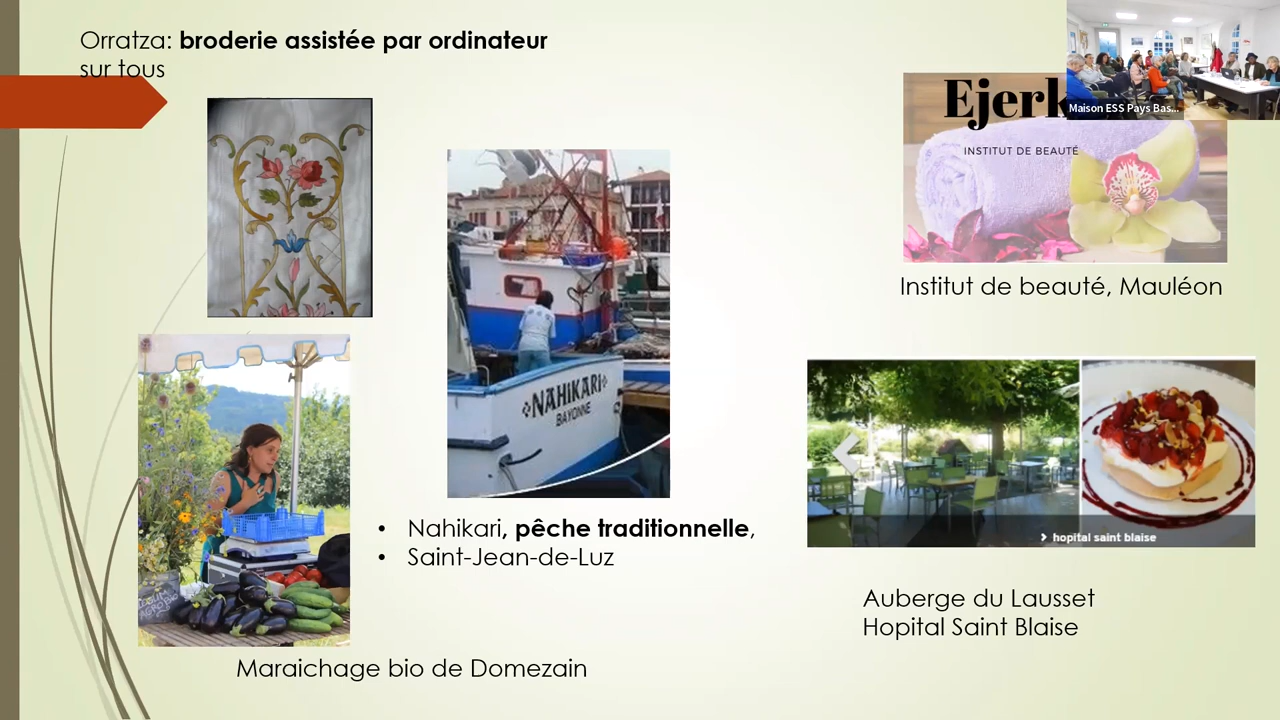 Orratza: broderie assistée par ordinateur
sur tous
Maison ESS Pays Bas...
Ejerk
INSTITUT DE BEAUTÉ
Institut de beauté, Mauléon
NAHIKARI
BAYONNE
• Nahikari, pêche traditionnelle,
• Saint-Jean-de-Luz
hopital saint blaise
Auberge du Lausset
Hopital Saint Blaise
Maraichage bio de Domezain